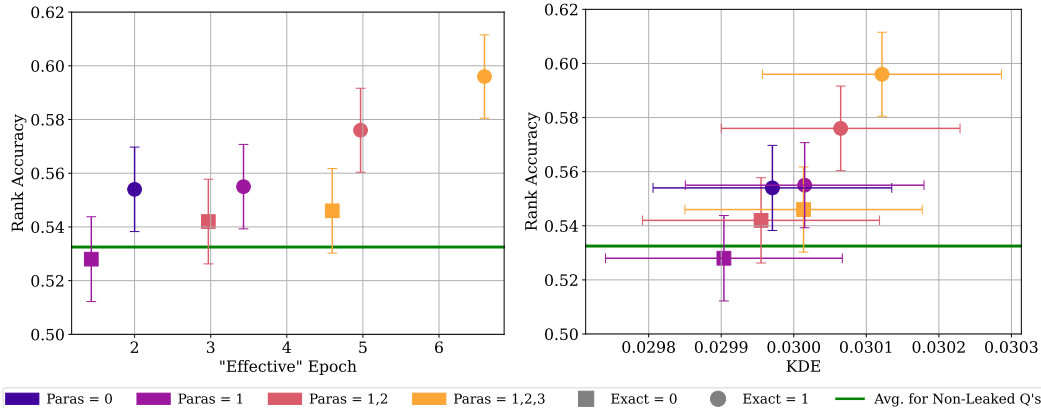 0.62
0.60
0.58
0.56
0.54
0.52
0.50
Rank Accuracy
2
3
4
5
6
"Effective" Epoch
0.62
0.60
0.58
0.56
0.54
0.52
0.50
Rank Accuracy
0.0298
0.0299
0.0300
0.0301
0.0302
0.0303
KDE
Paras = 0
Paras = 1
Paras = 1,2
Paras = 1,2,3
Exact = 0
Exact = 1
Avg. for Non-Leaked Q's